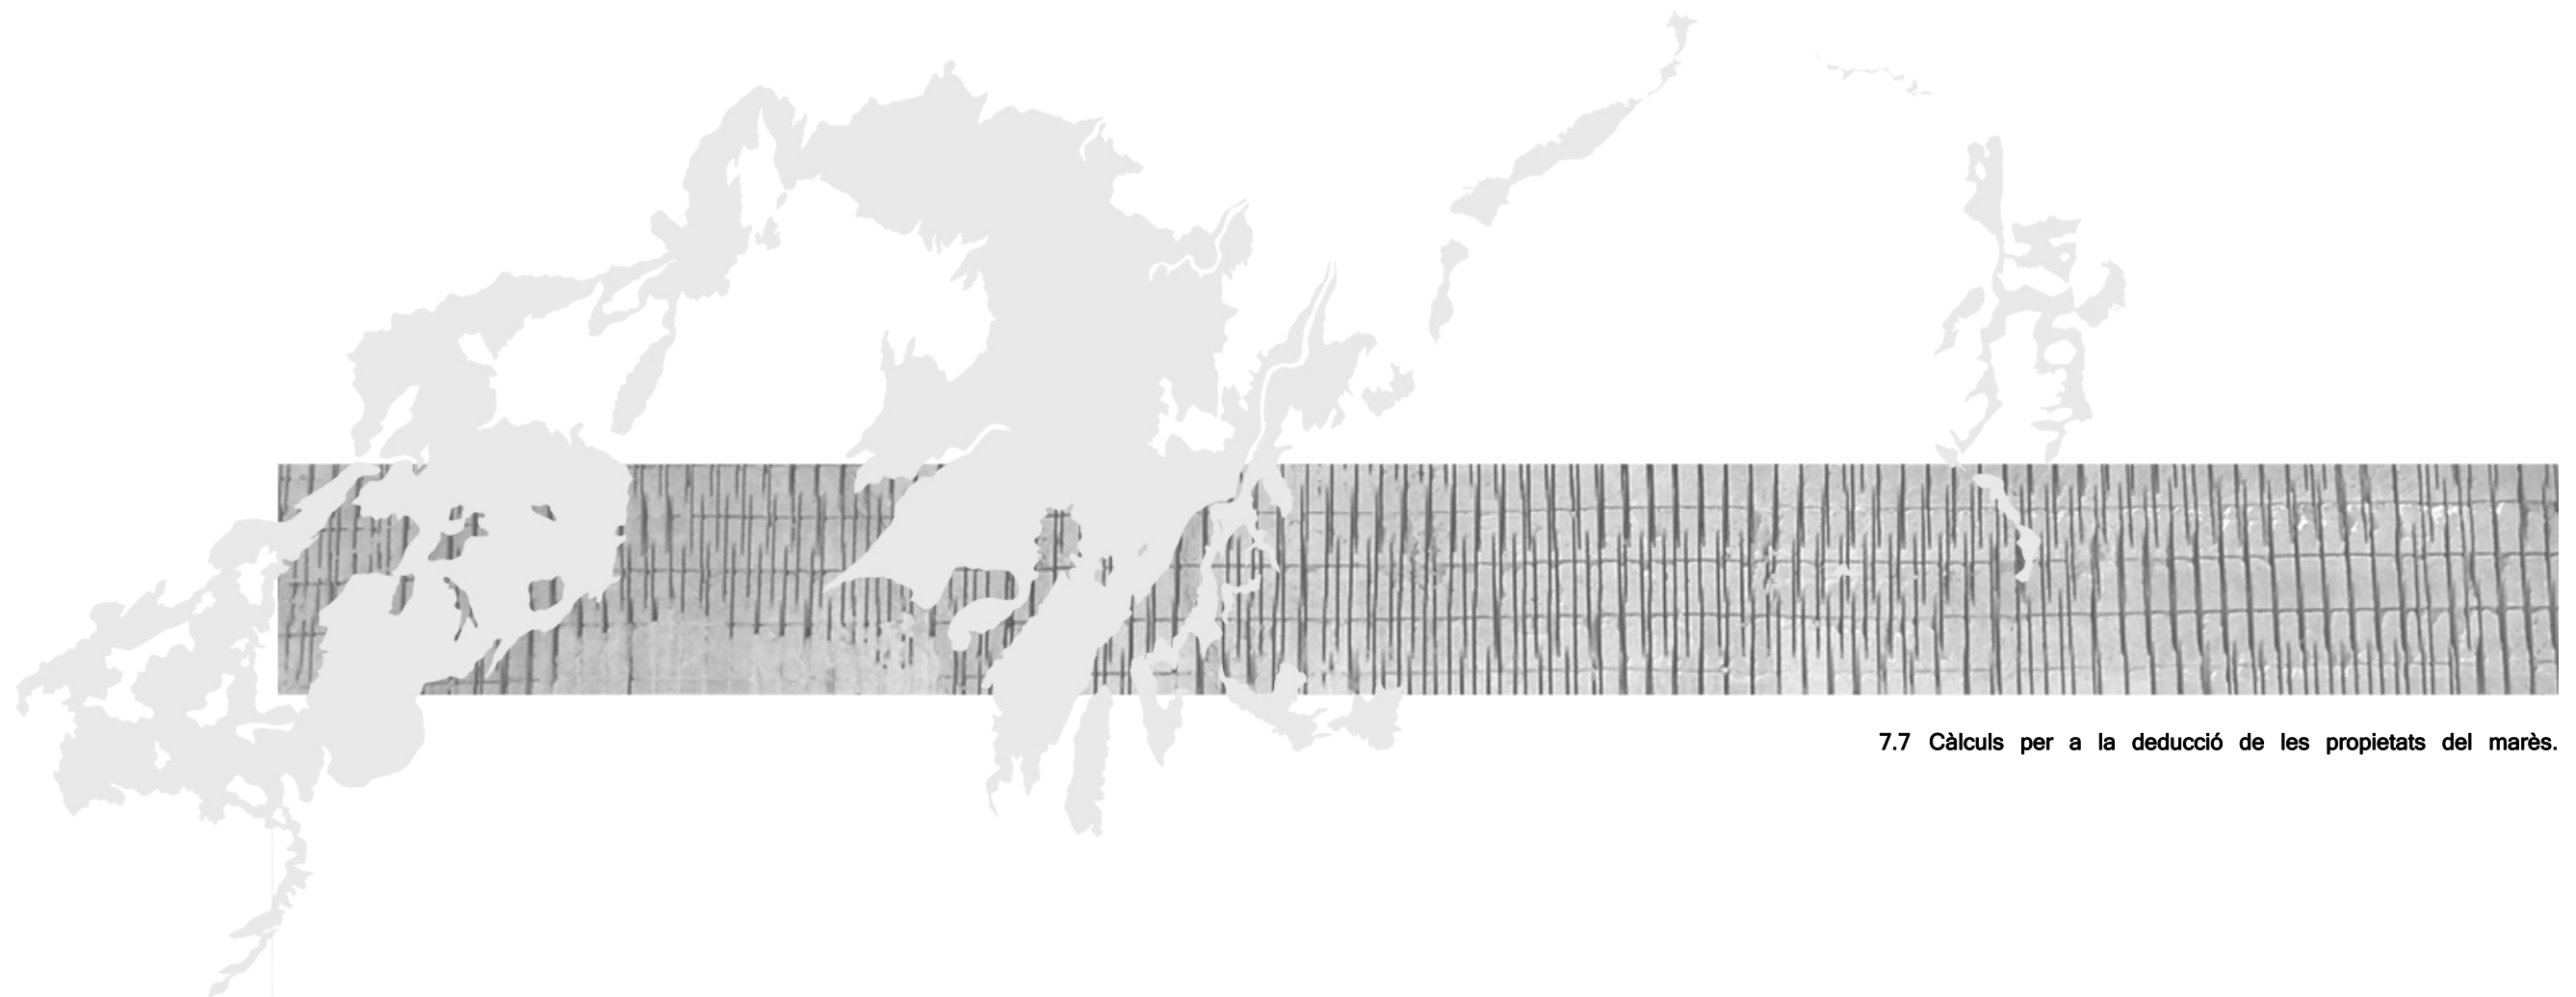 7.7 Càlculs per a la deducció de les propietats del marès.